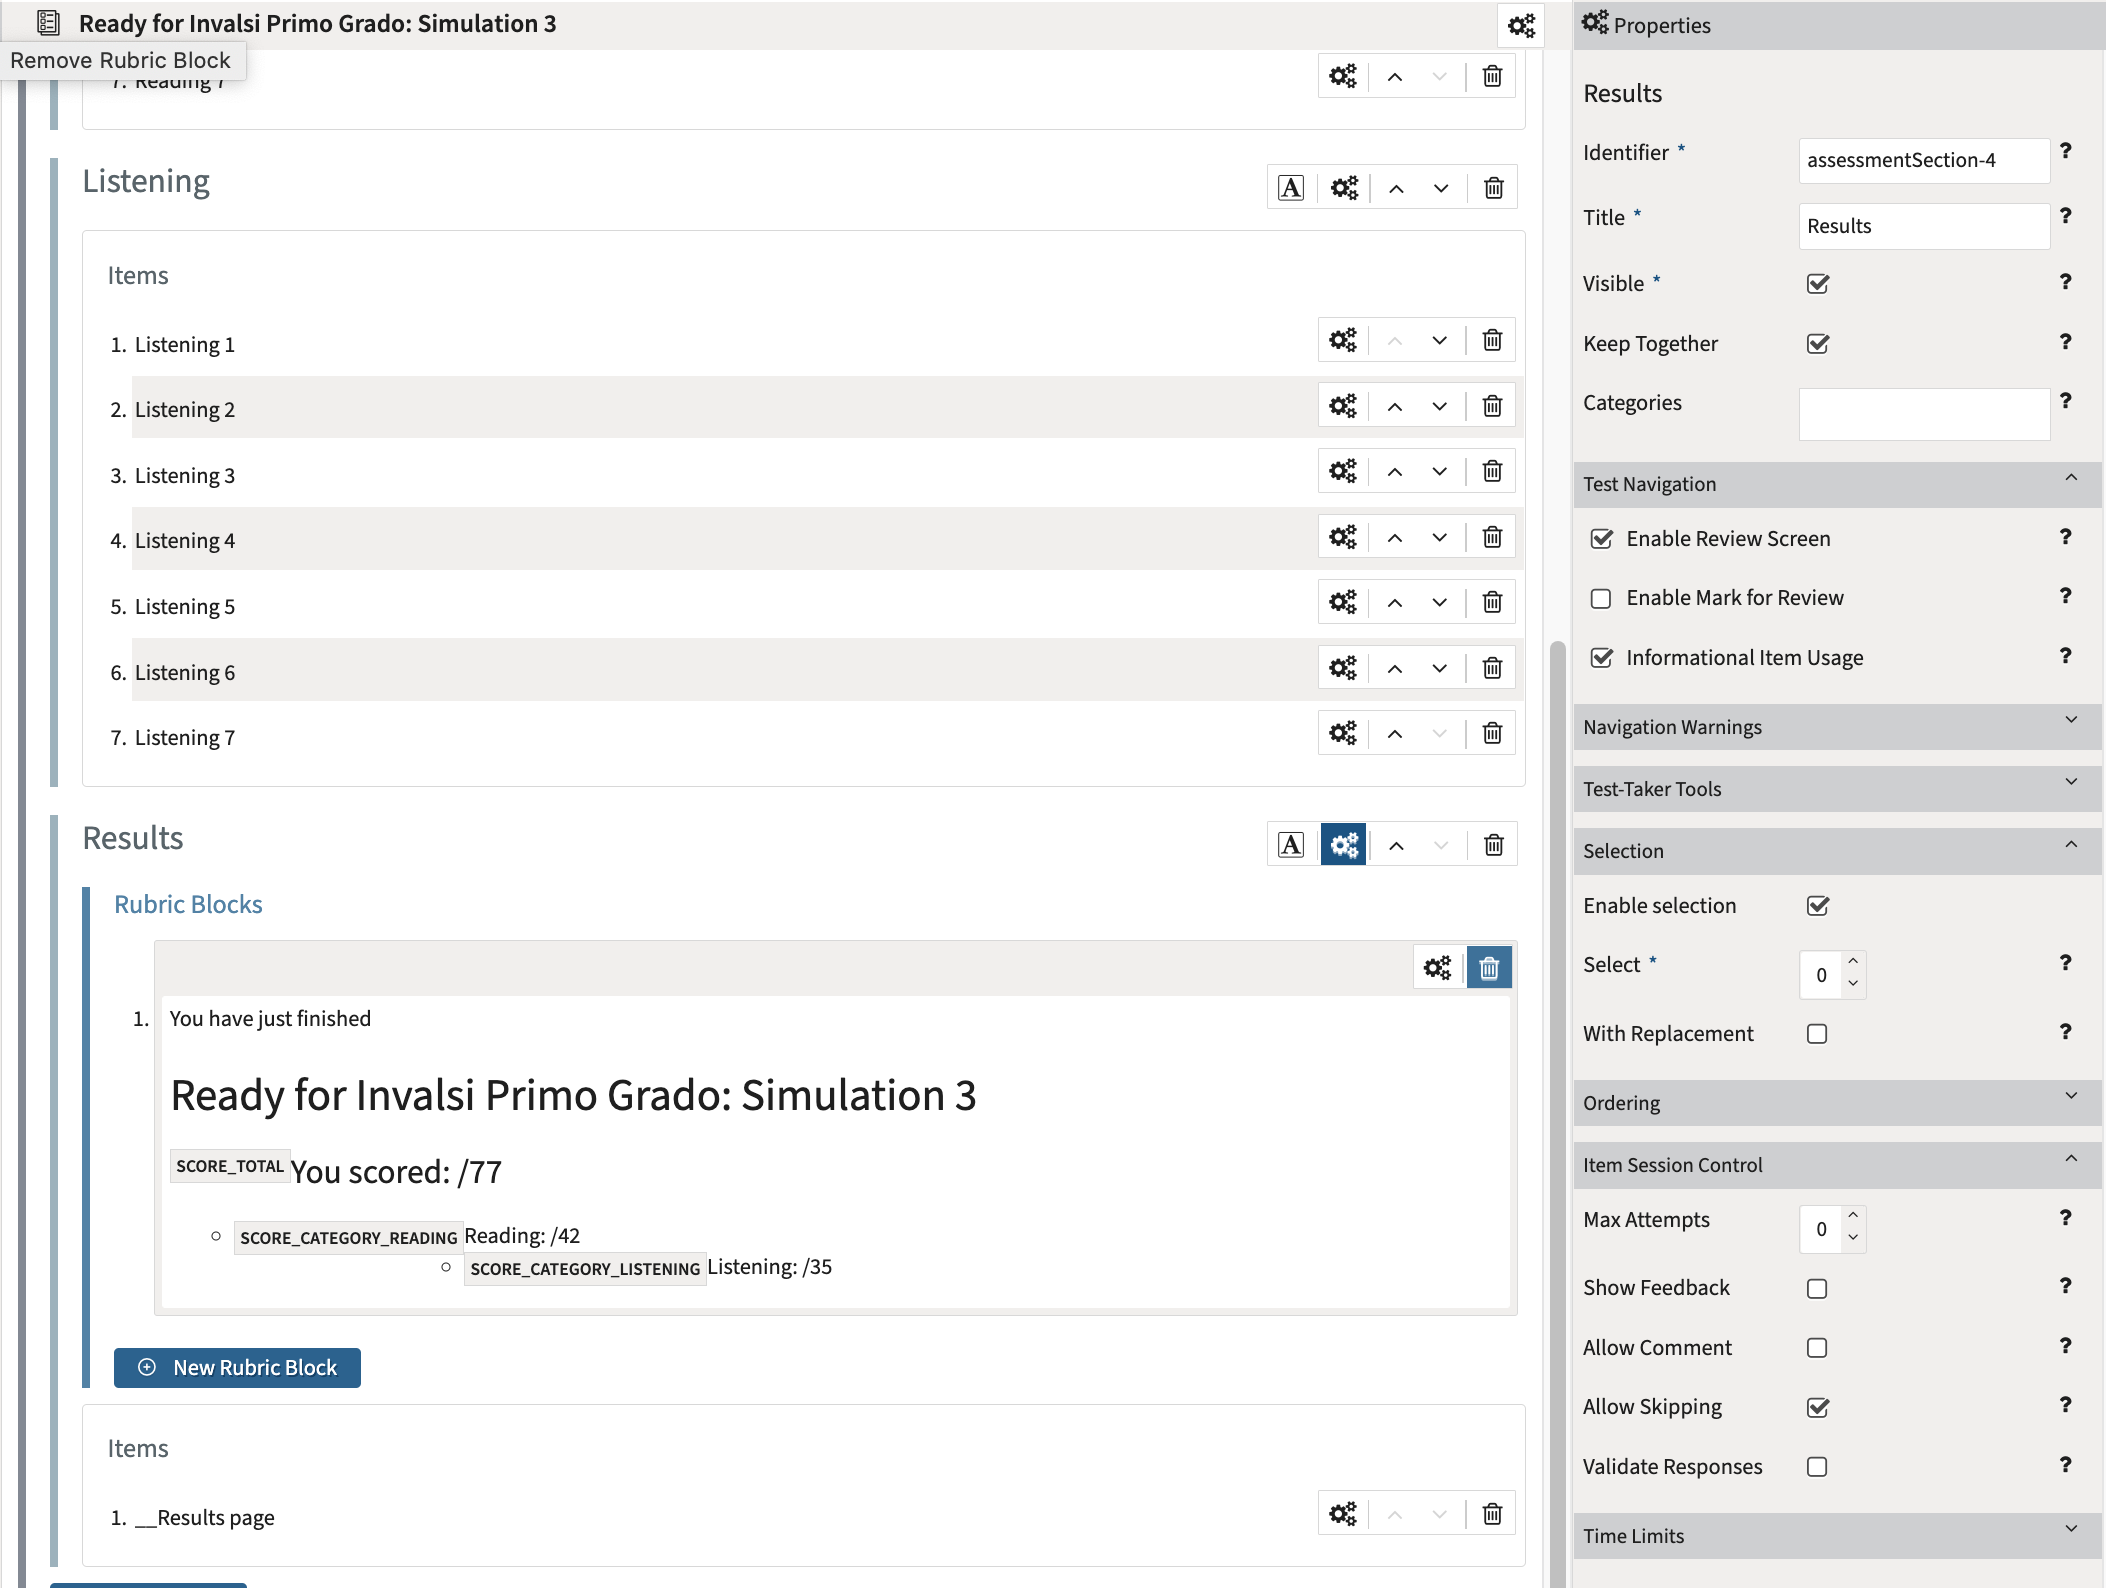 Ready for Invalsi Primo Grado: Simulation 3
Remove Rubric Block
7. Reading 7
Listening
A
Items
1. Listening 1
2. Listening 2
3. Listening 3
4. Listening 4
5. Listening 5
6. Listening 6
7. Listening 7
Results
A
Rubric Blocks
1. You have just finished
Ready for Invalsi Primo Grado: Simulation 3
SCORE_TOTAL You scored: /77
SCORE_CATEGORY_READING Reading: /42
SCORE_CATEGORY_LISTENING Listening: /35
New Rubric Block
Items
1. __Results page
Properties
Results
Identifier * assessmentSection-4 ?
Title * Results ?
Visible * ?
Keep Together ?
Categories ?
Test Navigation
Enable Review Screen ?
Enable Mark for Review ?
Informational Item Usage ?
Navigation Warnings
Test-Taker Tools
Selection
Enable selection
Select * 0 ?
With Replacement ?
Ordering
Item Session Control
Max Attempts 0 ?
Show Feedback ?
Allow Comment ?
Allow Skipping ?
Validate Responses ?
Time Limits